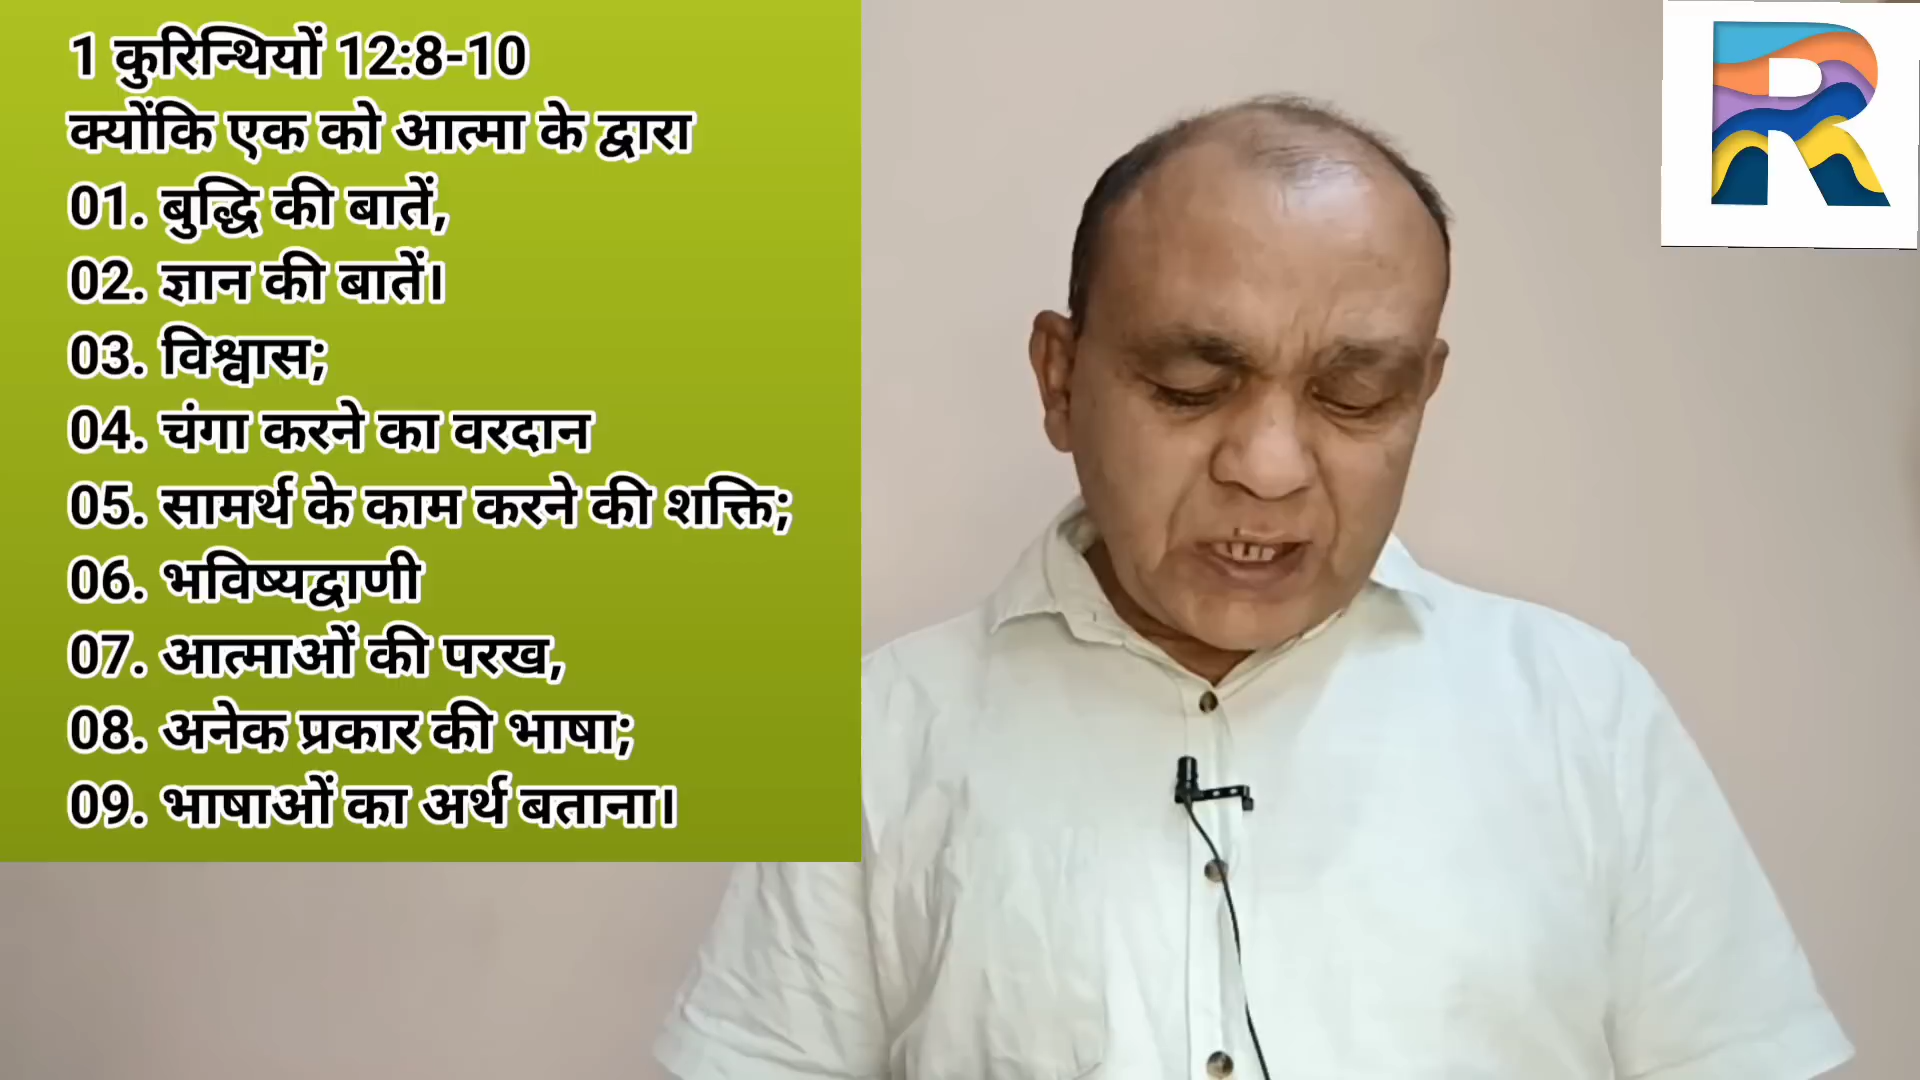 1 कुरिन्थियों 12:8-10
क्योंकि एक को आत्मा के द्वारा
01. बुद्धि की बातें,
02. ज्ञान की बातें।
03. विश्वास;
04. चंगा करने का वरदान
05. सामर्थ के काम करने की शक्ति;
06. भविष्यद्वाणी
07. आत्माओं की परख,
08. अनेक प्रकार की भाषा;
09. भाषाओं का अर्थ बताना।
R